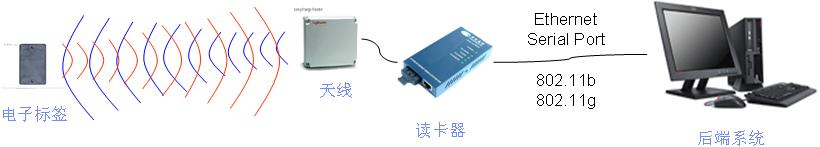 Ethernet
Serial Port
802.11b
802.11g
电子标签
天线
读卡器
后端系统